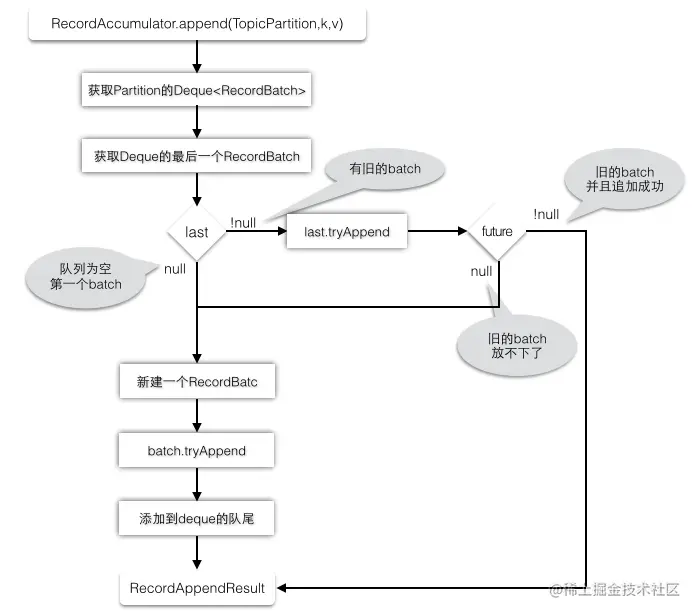 RecordAccumulator.append(TopicPartition,k,v)
获取Partition的Deque<RecordBatch>
获取Deque的最后一个RecordBatch
有旧的batch
旧的batch
并且追加成功
!null
!null
last
last.tryAppend
future
队列为空
第一个batch
null
null
旧的batch
放不下了
新建一个RecordBatc
batch.tryAppend
添加到deque的队尾
RecordAppendResult
@稀土掘金技术社区